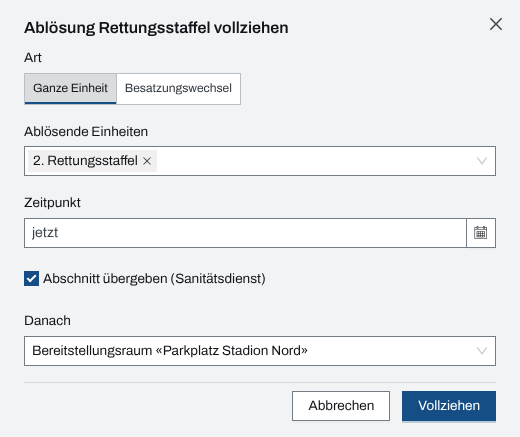 Ablösung Rettungsstaffel vollziehen
Art
Ganze Einheit
Besatzungswechsel
Ablösende Einheiten
2. Rettungsstaffel
Zeitpunkt
jetzt
Abschnitt übergeben (Sanitätsdienst)
Danach
Bereitstellungsraum «Parkplatz Stadion Nord»
Abbrechen
Vollziehen